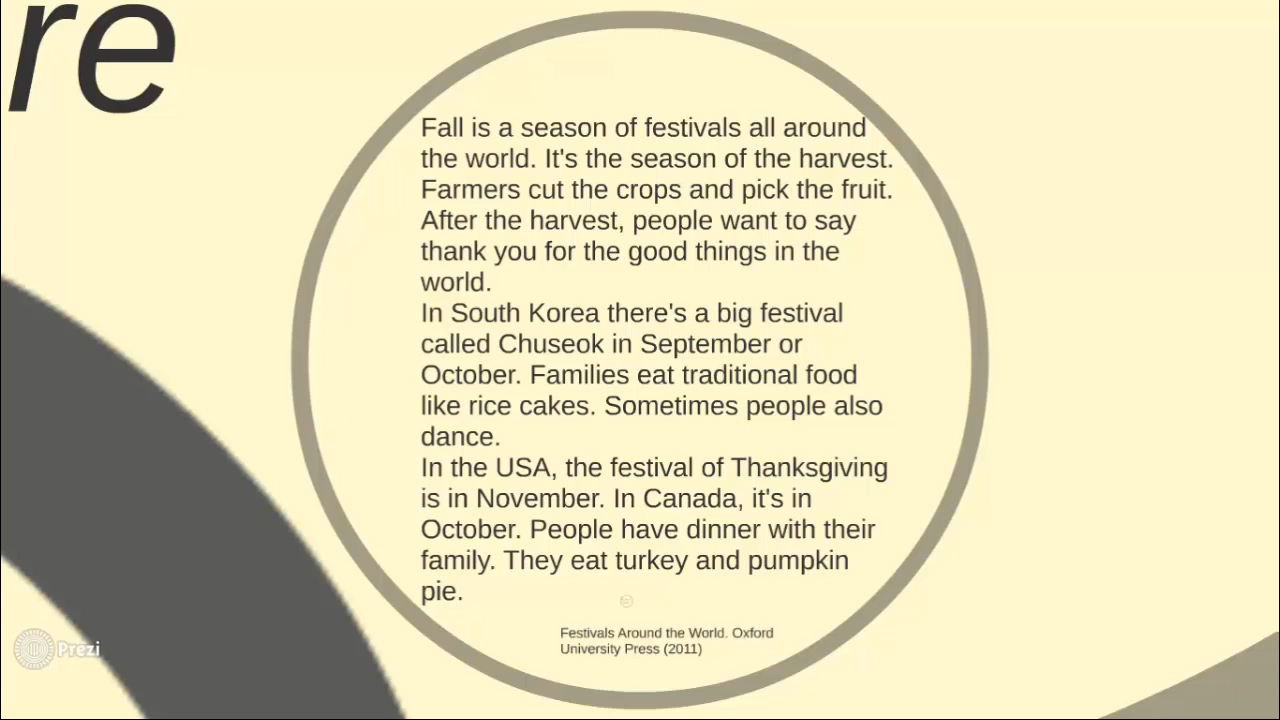 re
Fall is a season of festivals all around
the world. It's the season of the harvest.
Farmers cut the crops and pick the fruit.
After the harvest, people want to say
thank you for the good things in the
world.
In South Korea there's a big festival
called Chuseok in September or
October. Families eat traditional food
like rice cakes. Sometimes people also
dance.
In the USA, the festival of Thanksgiving
is in November. In Canada, it's in
October. People have dinner with their
family. They eat turkey and pumpkin
pie.
Festivals Around the World. Oxford
University Press (2011)
Prezi